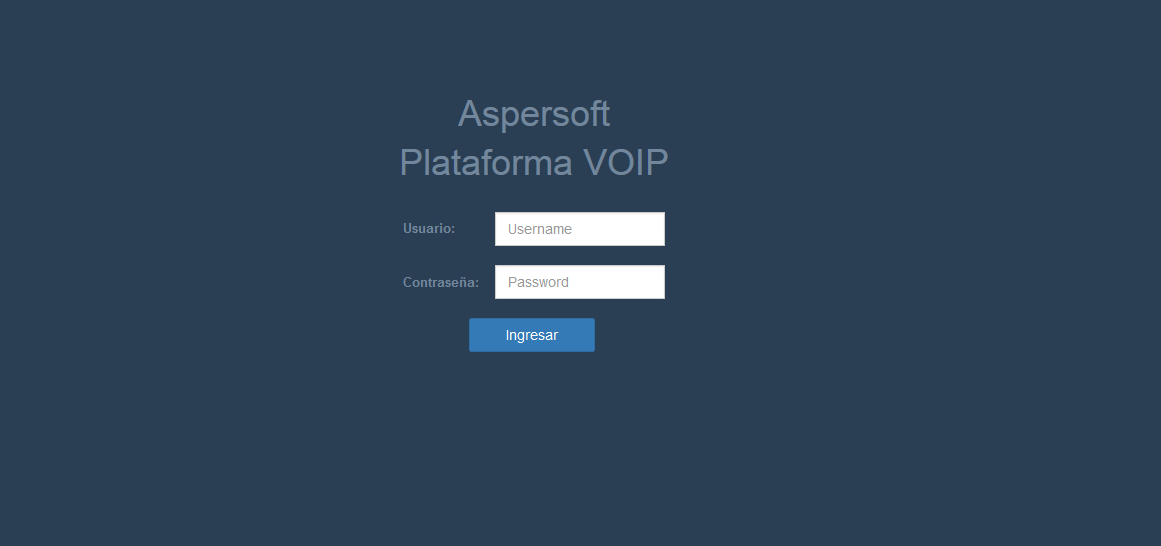 Aspersoft
Plataforma VOIP
Usuario: Username
Contraseña: Password
Ingresar